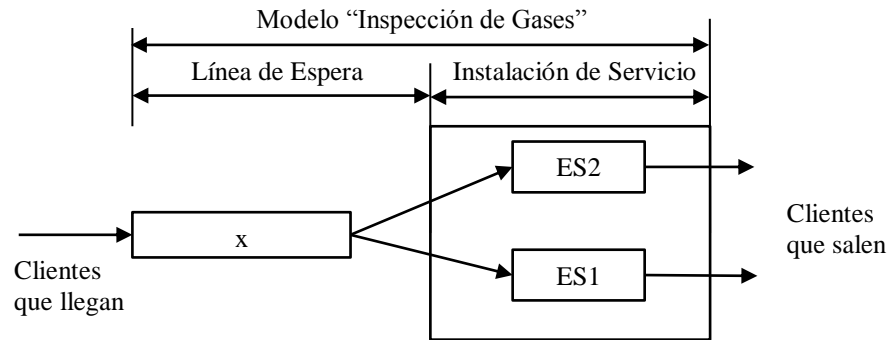 Modelo “Inspección de Gases”
Línea de Espera
Instalación de Servicio
ES2
x
ES1
Clientes
que llegan
Clientes
que salen